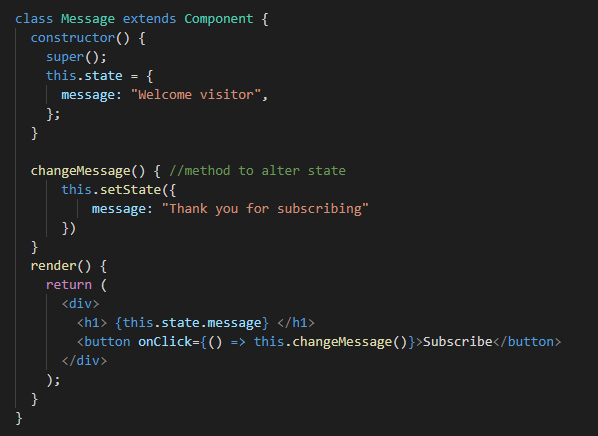 class Message extends Component {
  constructor() {
    super();
    this.state = {
      message: "Welcome visitor",
    };
  }

  changeMessage() { //method to alter state
      this.setState({
          message: "Thank you for subscribing"
      })
  }
  render() {
    return (
      <div>
        <h1> {this.state.message} </h1>
        <button onClick={() => this.changeMessage()}>Subscribe</button>
      </div>
    );
  }
}